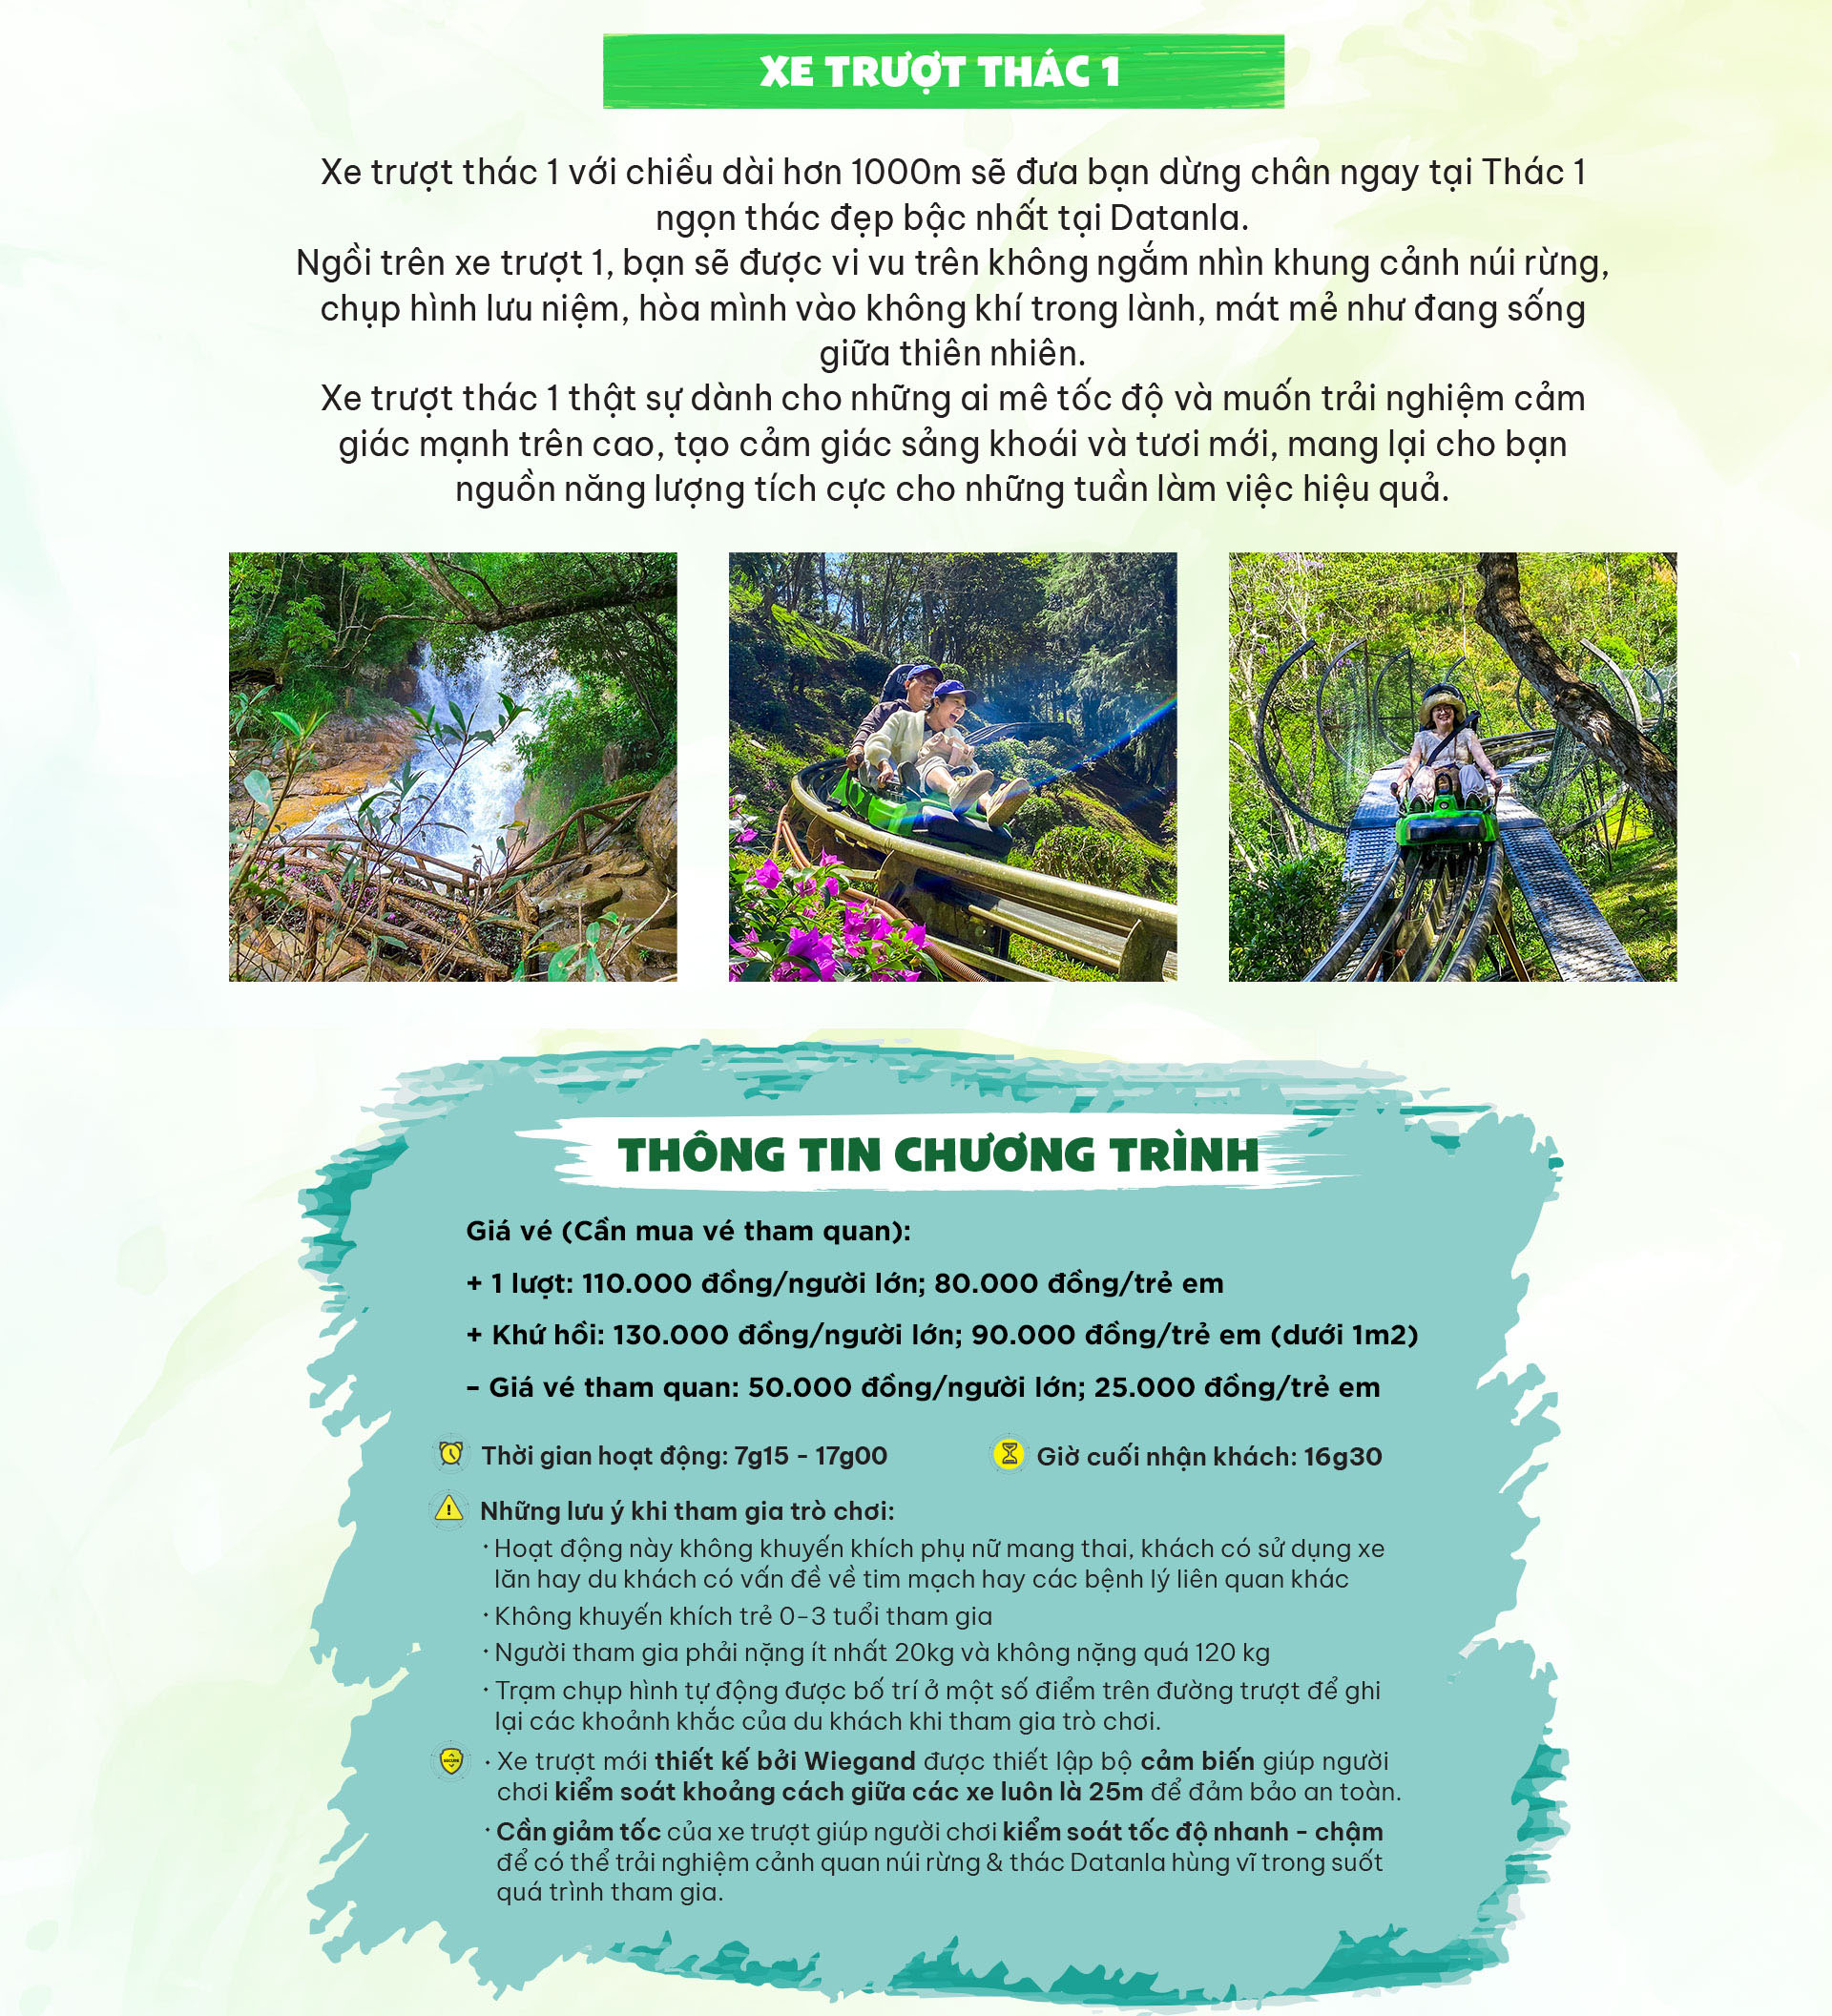 XE TRƯỢT THÁC 1
Xe trượt thác 1 với chiều dài hơn 1000m sẽ đưa bạn dừng chân ngay tại Thác 1
ngọn thác đẹp bậc nhất tại Datanla.
Ngồi trên xe trượt 1, bạn sẽ được vi vu trên không ngắm nhìn khung cảnh núi rừng,
chụp hình lưu niệm, hòa mình vào không khí trong lành, mát mẻ như đang sống
giữa thiên nhiên.
Xe trượt thác 1 thật sự dành cho những ai mê tốc độ và muốn trải nghiệm cảm
giác mạnh trên cao, tạo cảm giác sảng khoái và tươi mới, mang lại cho bạn
nguồn năng lượng tích cực cho những tuần làm việc hiệu quả.
THÔNG TIN CHƯƠNG TRÌNH
Giá vé (Cần mua vé tham quan):
+ 1 lượt: 110.000 đồng/người lớn; 80.000 đồng/trẻ em
+ Khứ hồi: 130.000 đồng/người lớn; 90.000 đồng/trẻ em (dưới 1m2)
– Giá vé tham quan: 50.000 đồng/người lớn; 25.000 đồng/trẻ em
Thời gian hoạt động: 7g15 - 17g00
Giờ cuối nhận khách: 16g30
Những lưu ý khi tham gia trò chơi:
· Hoạt động này không khuyến khích phụ nữ mang thai, khách có sử dụng xe
lăn hay du khách có vấn đề về tim mạch hay các bệnh lý liên quan khác
· Không khuyến khích trẻ 0-3 tuổi tham gia
· Người tham gia phải nặng ít nhất 20kg và không nặng quá 120 kg
· Trạm chụp hình tự động được bố trí ở một số điểm trên đường trượt để ghi
lại các khoảnh khắc của du khách khi tham gia trò chơi.
SECURE
· Xe trượt mới thiết kế bởi Wiegand được thiết lập bộ cảm biến giúp người
chơi kiểm soát khoảng cách giữa các xe luôn là 25m để đảm bảo an toàn.
· Cần giảm tốc của xe trượt giúp người chơi kiểm soát tốc độ nhanh - chậm
để có thể trải nghiệm cảnh quan núi rừng & thác Datanla hùng vĩ trong suốt
quá trình tham gia.